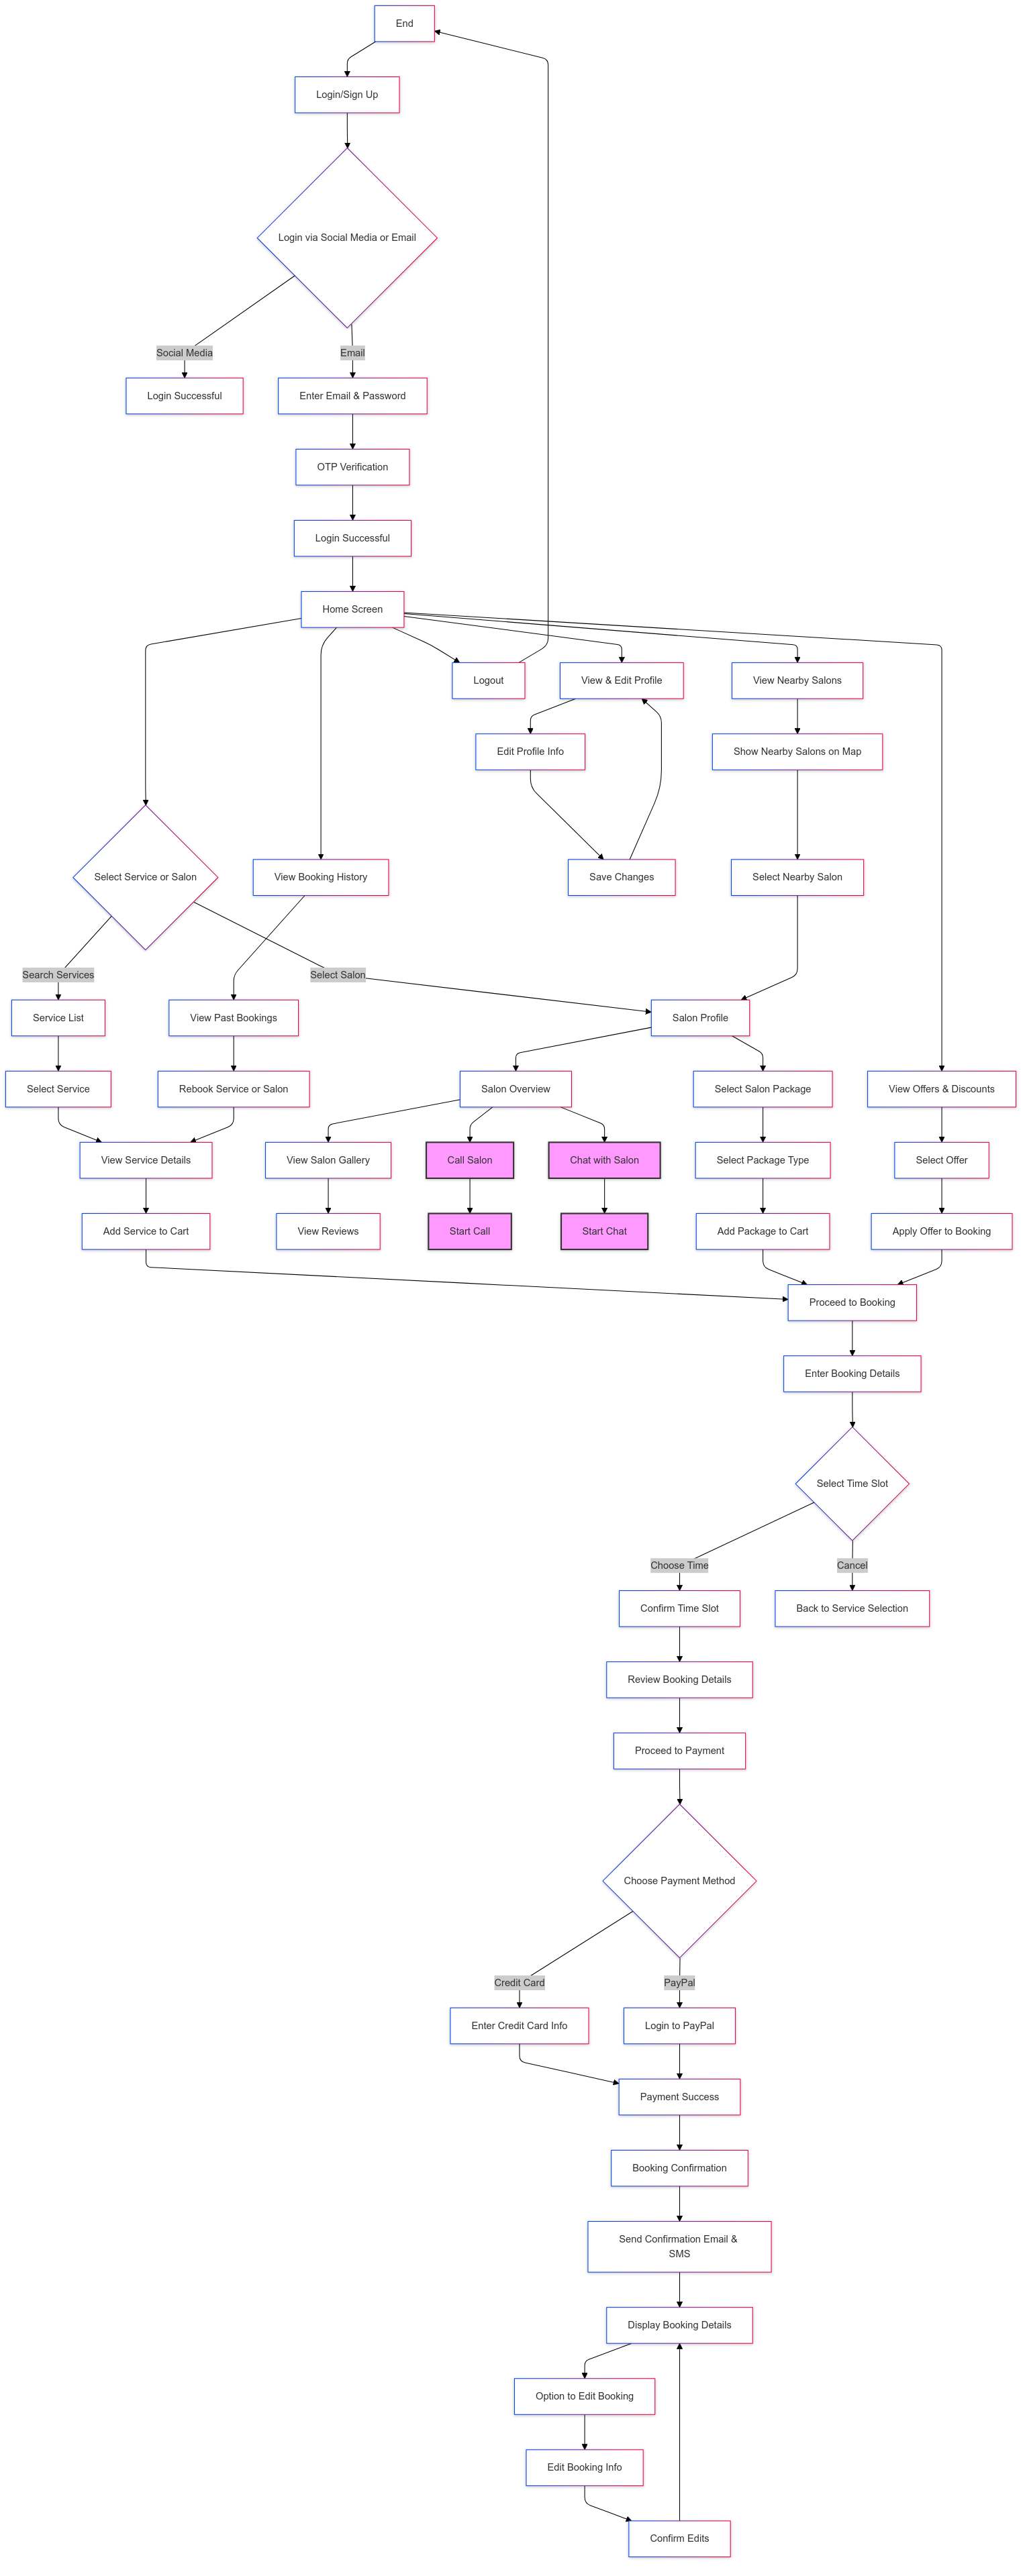 End
Login/Sign Up
Login via Social Media or Email
Social Media
Email
Login Successful
Enter Email & Password
OTP Verification
Login Successful
Home Screen
Logout
View & Edit Profile
View Nearby Salons
Edit Profile Info
Show Nearby Salons on Map
Select Service or Salon
View Booking History
Save Changes
Select Nearby Salon
Search Services
Select Salon
Service List
View Past Bookings
Salon Profile
Select Service
Rebook Service or Salon
Salon Overview
Select Salon Package
View Offers & Discounts
View Service Details
View Salon Gallery
Call Salon
Chat with Salon
Select Package Type
Select Offer
Add Service to Cart
View Reviews
Start Call
Start Chat
Add Package to Cart
Apply Offer to Booking
Proceed to Booking
Enter Booking Details
Select Time Slot
Choose Time
Cancel
Confirm Time Slot
Back to Service Selection
Review Booking Details
Proceed to Payment
Choose Payment Method
Credit Card
PayPal
Enter Credit Card Info
Login to PayPal
Payment Success
Booking Confirmation
Send Confirmation Email &
SMS
Display Booking Details
Option to Edit Booking
Edit Booking Info
Confirm Edits